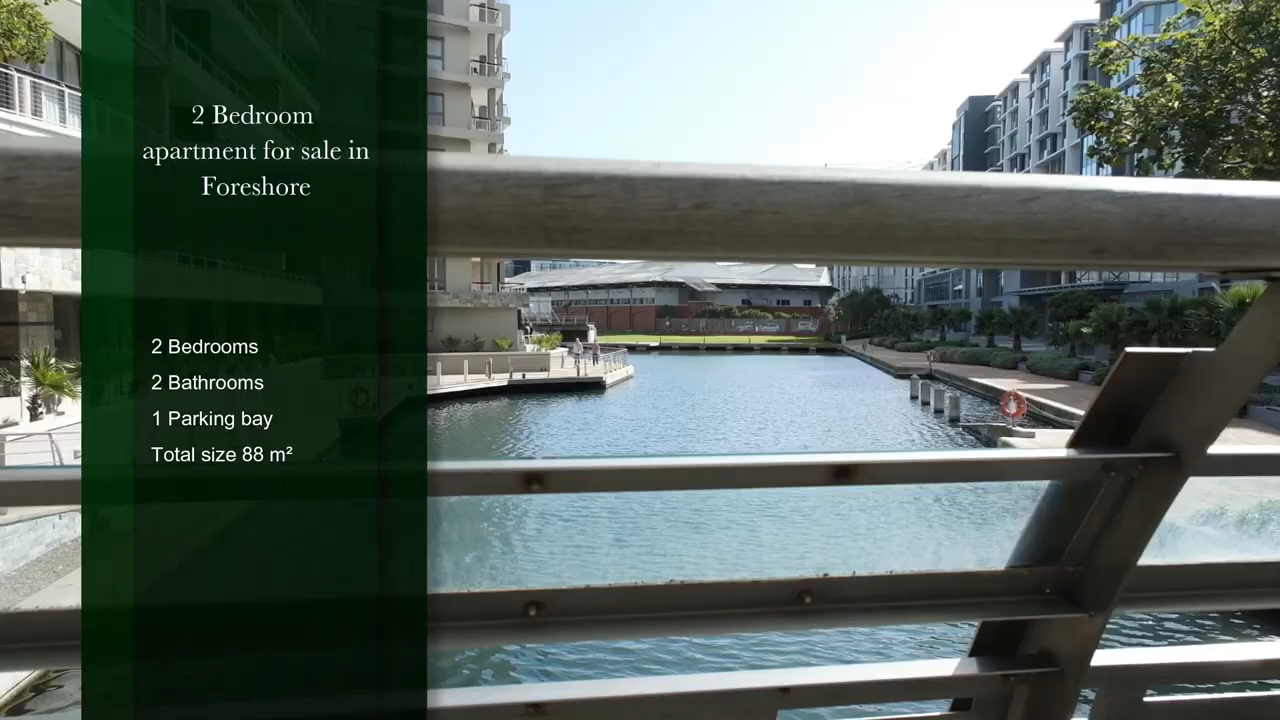 2 Bedroom
apartment for sale in
Foreshore
2 Bedrooms
2 Bathrooms
1 Parking bay
Total size 88 m²